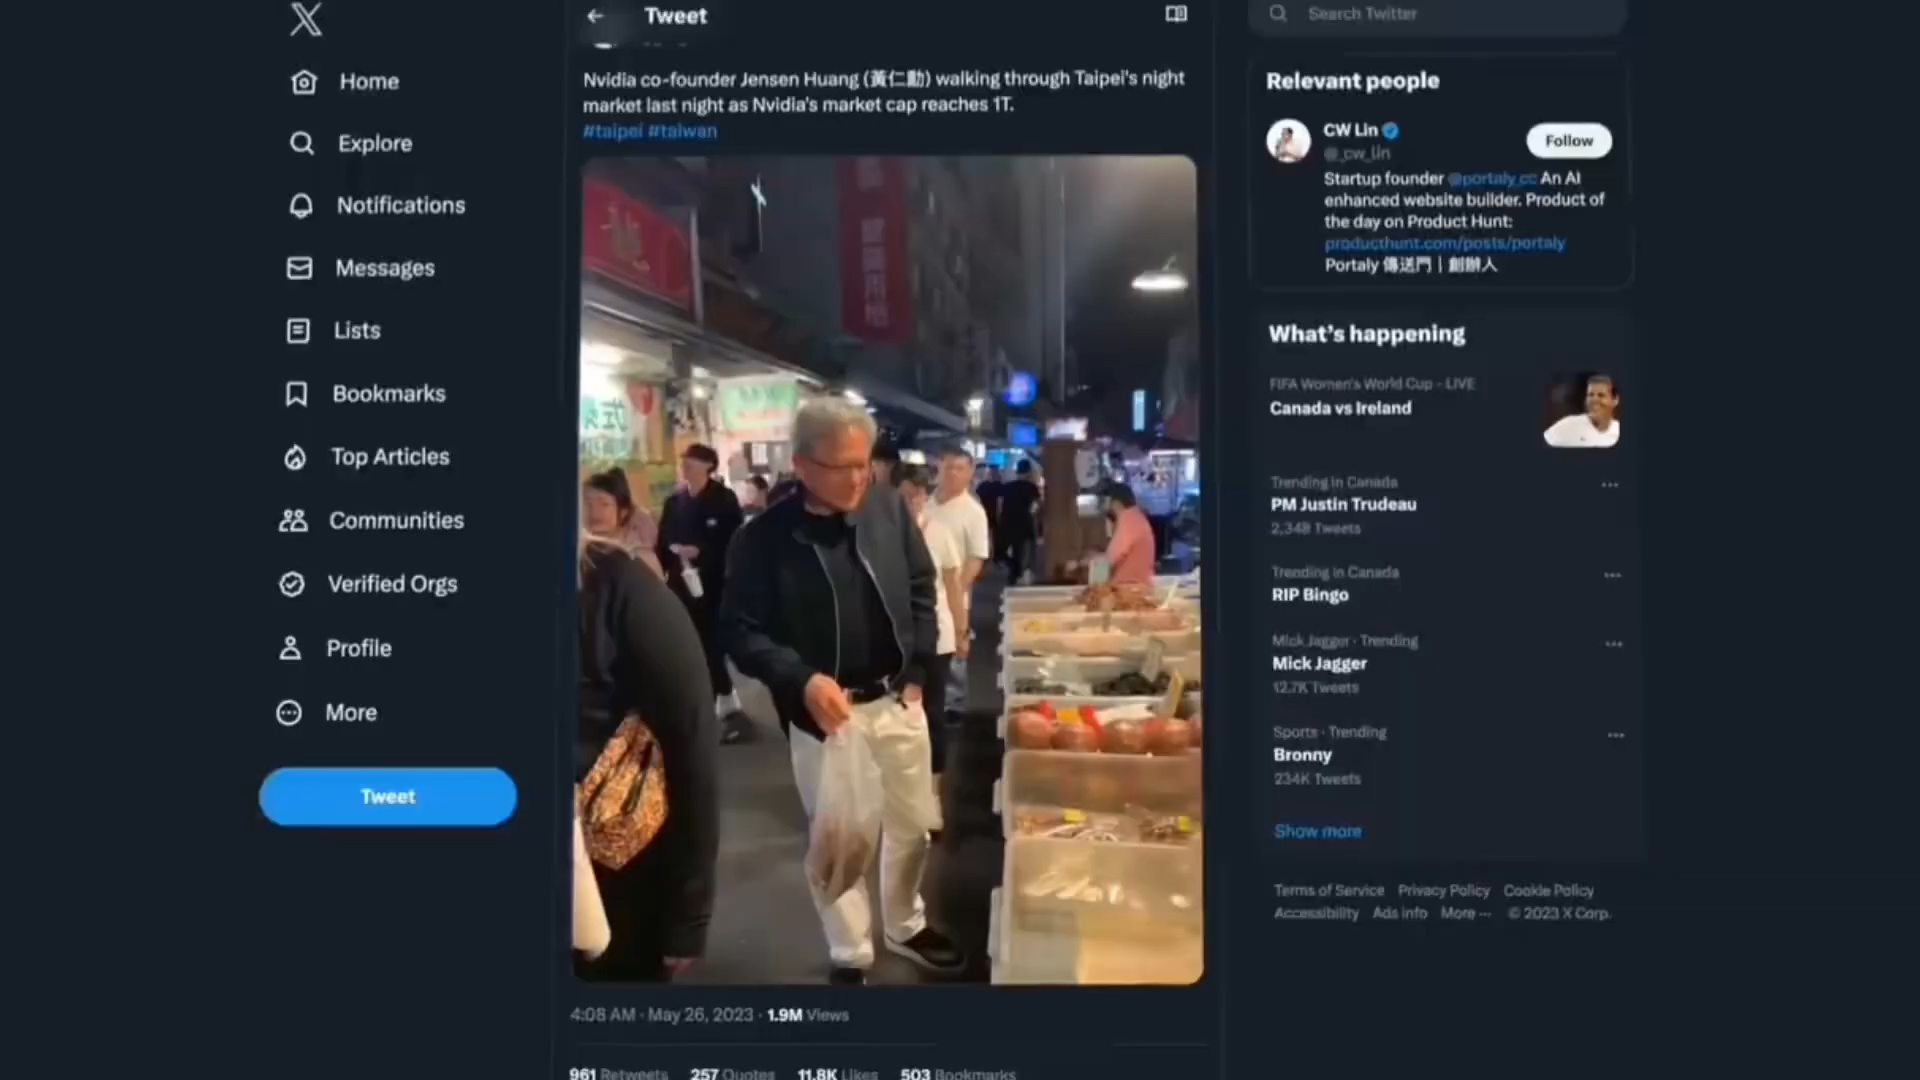 Tweet
Search Twitter
Home
Explore
Notifications
Messages
Lists
Bookmarks
Top Articles
Communities
Verified Orgs
Profile
More
Tweet
Nvidia co-founder Jensen Huang (黃仁勳) walking through Taipei's night
market last night as Nvidia's market cap reaches 1T.
#taipei #taiwan
4:08 AM · May 26, 2023 · 1.9M Views
961 Retweets 257 Quotes 11.8K Likes 503 Bookmarks
Relevant people
CW Lin
@_cw_lin
Follow
Startup founder @portaly_cc An AI
enhanced website builder. Product of
the day on Product Hunt:
producthunt.com/posts/portaly
Portaly 傳送門｜創辦人
What's happening
FIFA Women's World Cup · LIVE
Canada vs Ireland
Trending in Canada
PM Justin Trudeau
2,348 Tweets
Trending in Canada
RIP Bingo
Mick Jagger · Trending
Mick Jagger
12.7K Tweets
Sports · Trending
Bronny
234K Tweets
Show more
Terms of Service Privacy Policy Cookie Policy
Accessibility Ads info More ··· © 2023 X Corp.